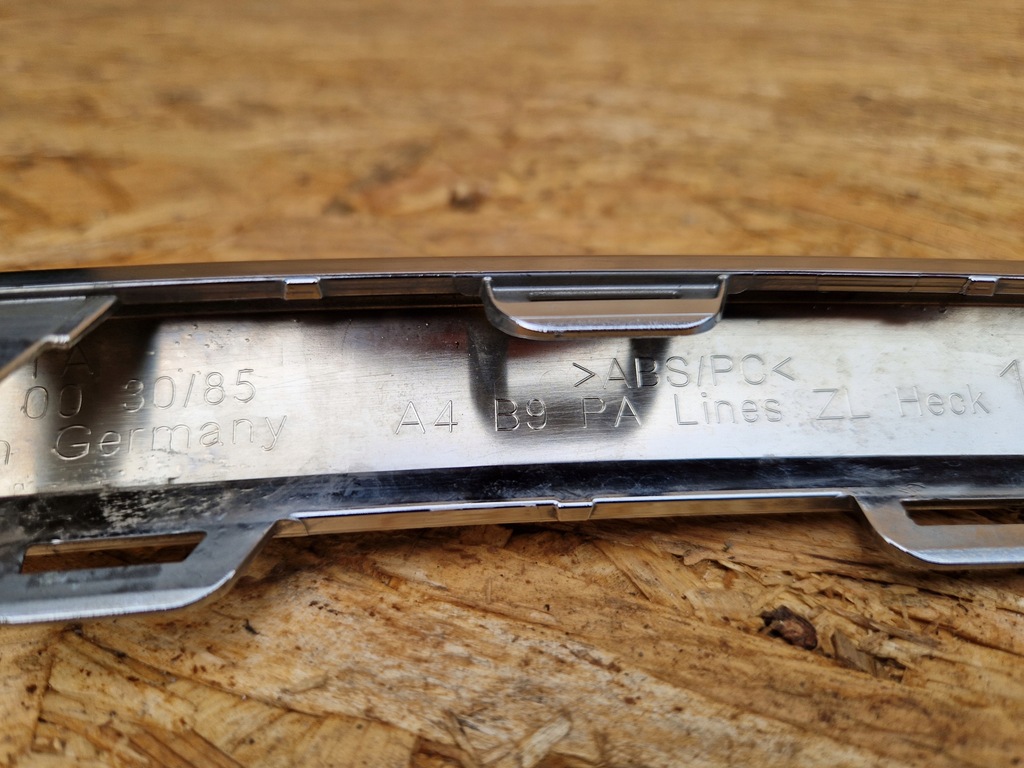 00 30/85
Germany
>ABS/PC<
A4 B9 PA Lines ZL Heck